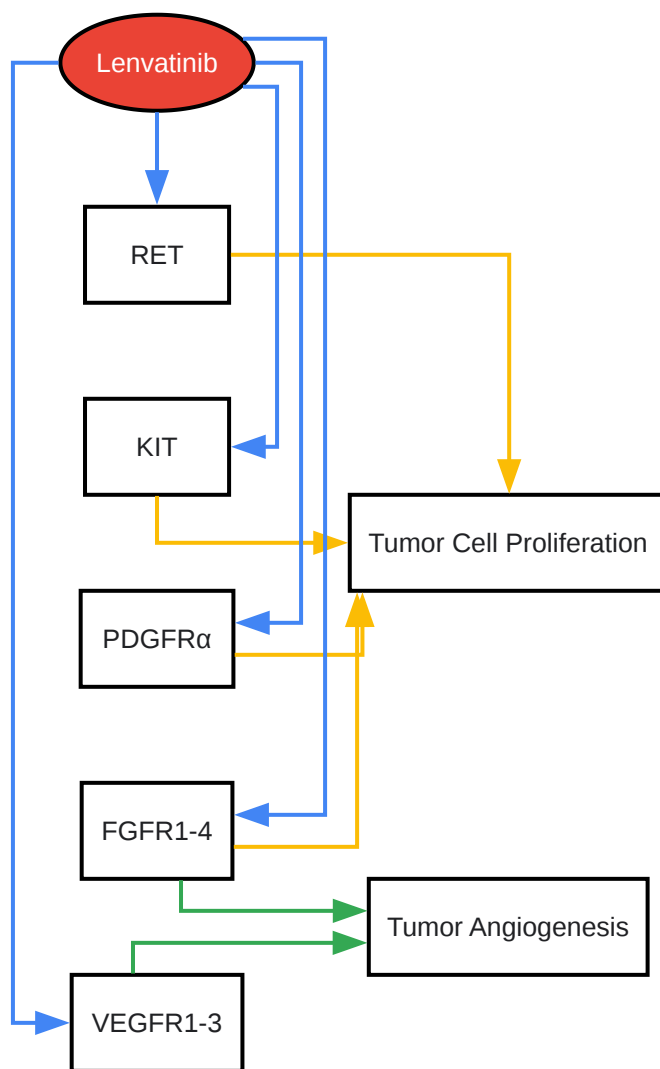 Lenvatinib
RET
KIT
Tumor Cell Proliferation
PDGFRα
FGFR1-4
Tumor Angiogenesis
VEGFR1-3